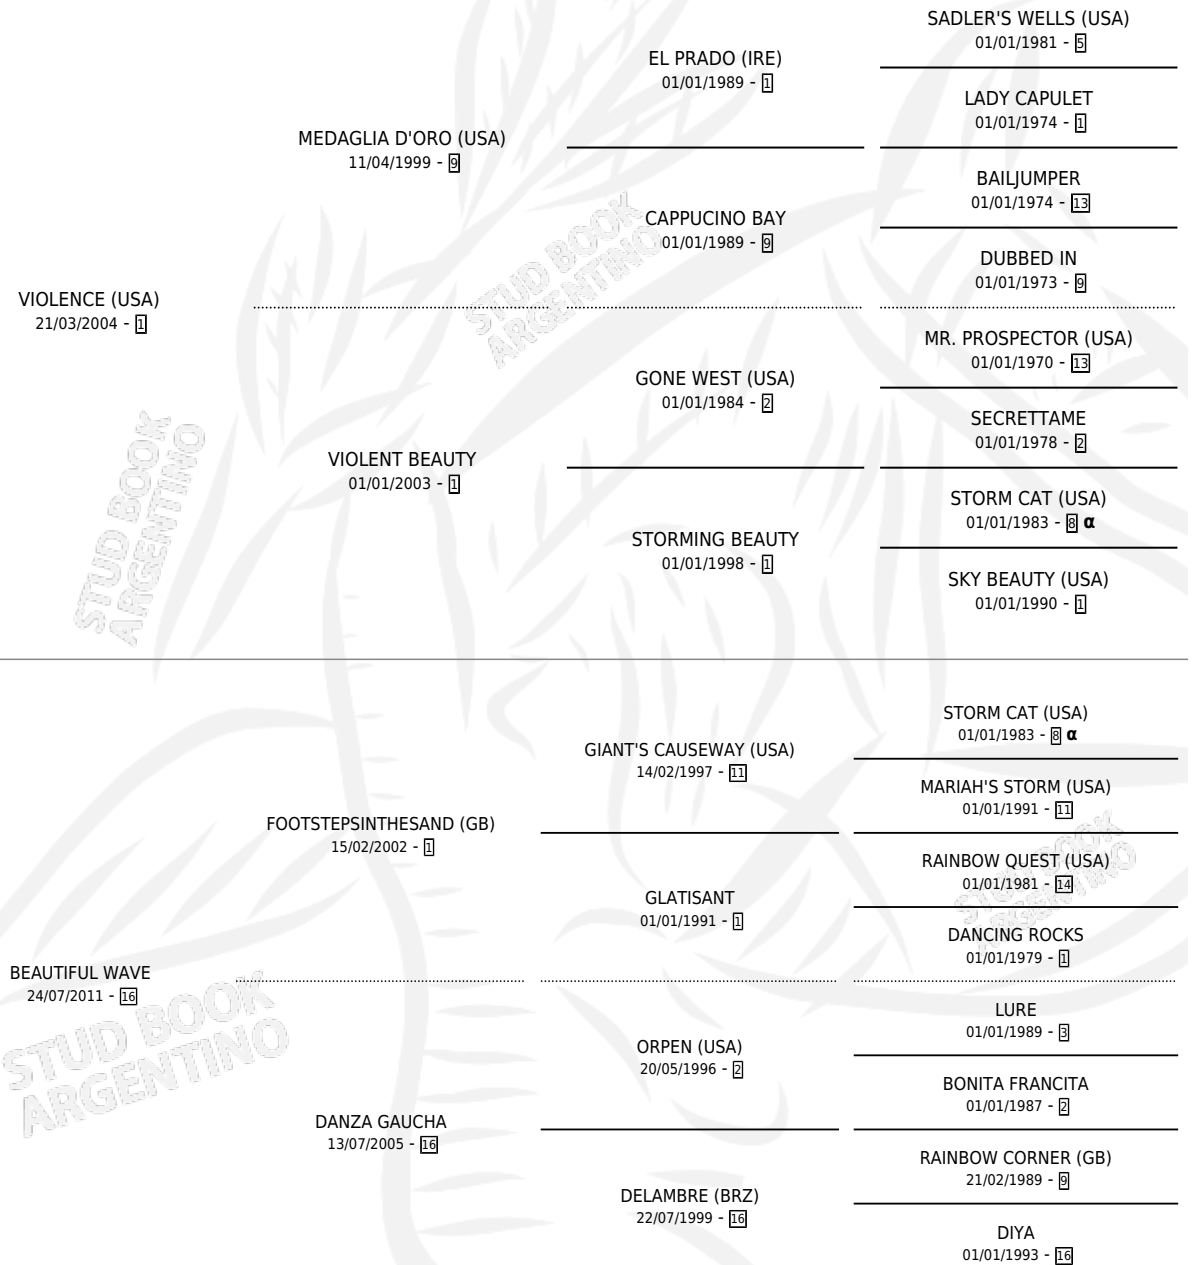 SADLER'S WELLS (USA)
01/01/1981 - 5
EL PRADO (IRE)
01/01/1989 - 1
LADY CAPULET
01/01/1974 - 1
MEDAGLIA D'ORO (USA)
11/04/1999 - 9
BAILJUMPER
01/01/1974 - 13
CAPPUCINO BAY
01/01/1989 - 9
DUBBED IN
01/01/1973 - 9
VIOLENCE (USA)
21/03/2004 - 1
MR. PROSPECTOR (USA)
01/01/1970 - 13
GONE WEST (USA)
01/01/1984 - 2
SECRETTAME
01/01/1978 - 2
VIOLENT BEAUTY
01/01/2003 - 1
STORM CAT (USA)
01/01/1983 - 8 α
STORMING BEAUTY
01/01/1998 - 1
SKY BEAUTY (USA)
01/01/1990 - 1
STORM CAT (USA)
01/01/1983 - 8 α
GIANT'S CAUSEWAY (USA)
14/02/1997 - 11
MARIAH'S STORM (USA)
01/01/1991 - 11
FOOTSTEPSINTHESAND (GB)
15/02/2002 - 1
RAINBOW QUEST (USA)
01/01/1981 - 14
GLATISANT
01/01/1991 - 1
DANCING ROCKS
01/01/1979 - 1
BEAUTIFUL WAVE
24/07/2011 - 16
LURE
01/01/1989 - 3
ORPEN (USA)
20/05/1996 - 2
BONITA FRANCITA
01/01/1987 - 2
DANZA GAUCHA
13/07/2005 - 16
RAINBOW CORNER (GB)
21/02/1989 - 9
DELAMBRE (BRZ)
22/07/1999 - 16
DIYA
01/01/1993 - 16
STUD BOOK
ARGENTINO
STUD BOOK
ARGENTINO
STUD BOOK
ARGENTINO
STUD BOOK
ARGENTINO